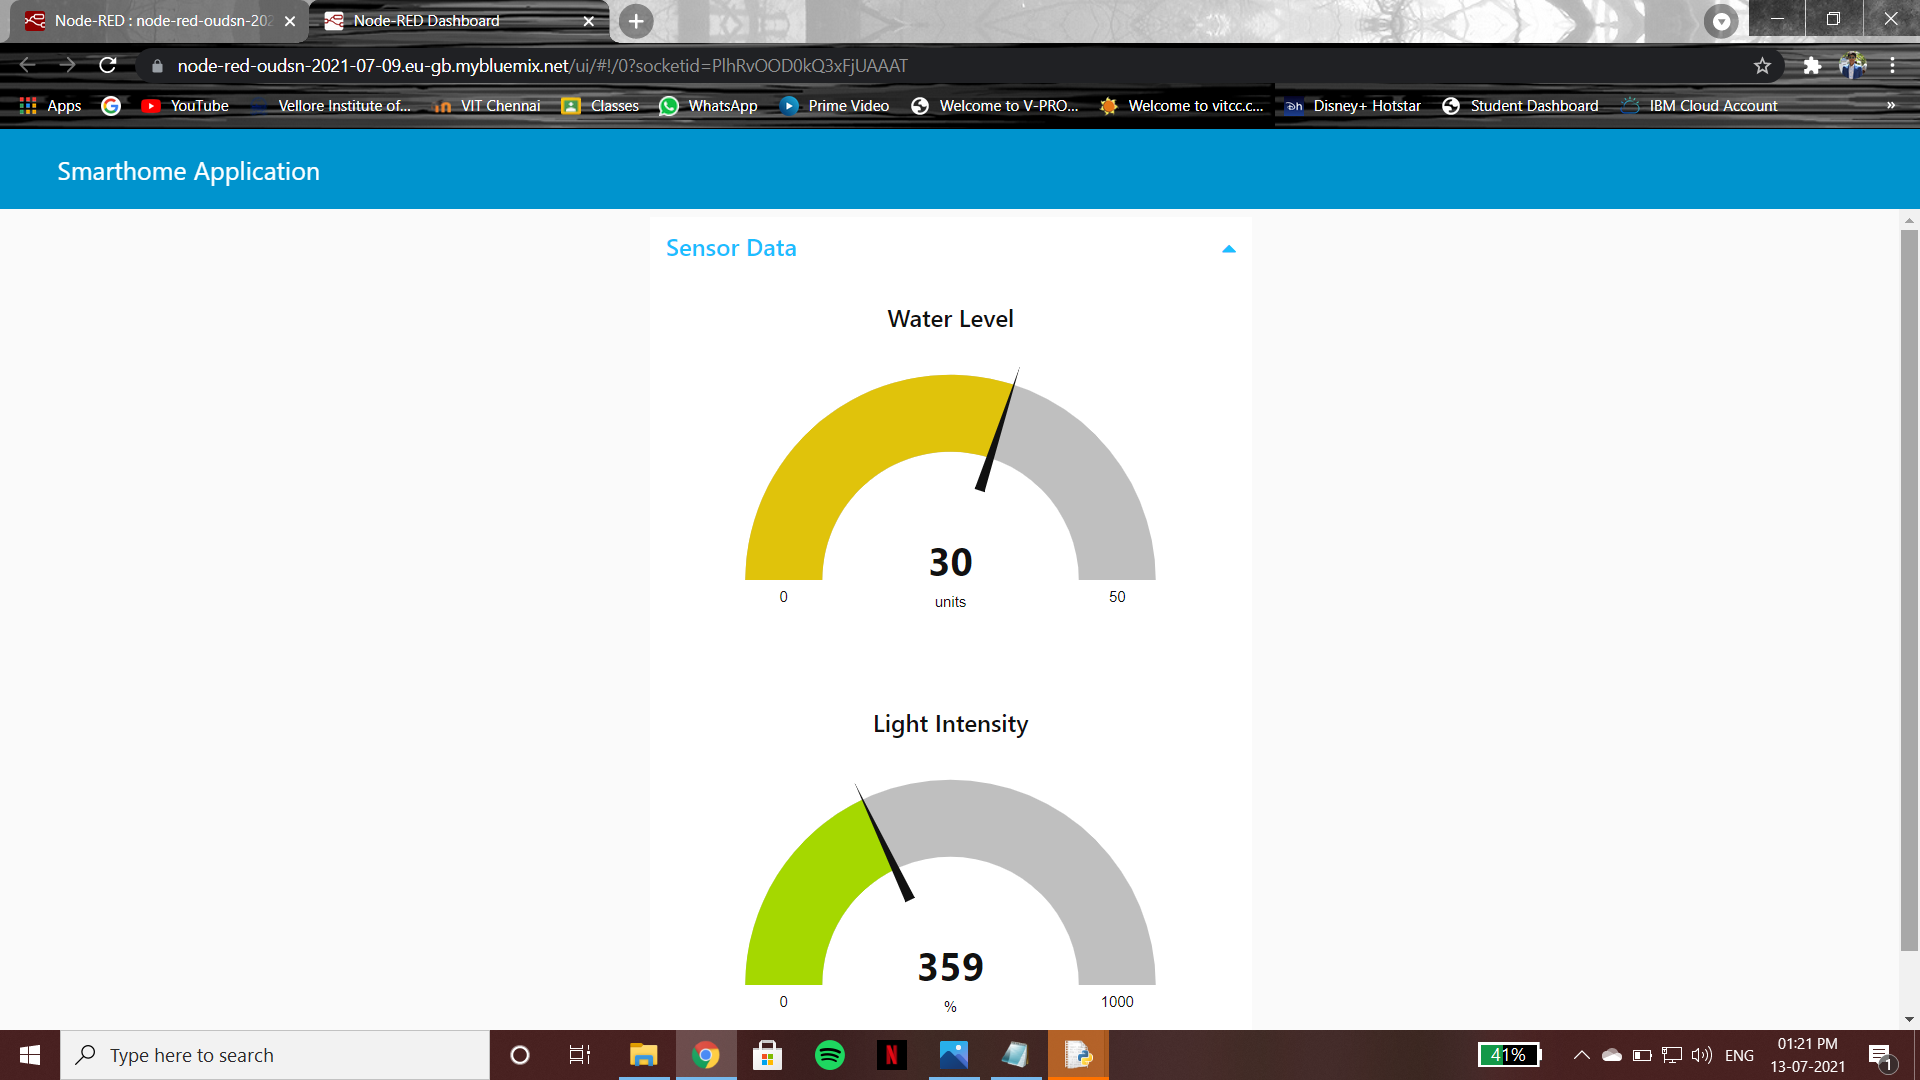 Node-RED : node-red-oudsn-202
Node-RED Dashboard
node-red-oudsn-2021-07-09.eu-gb.mybluemix.net/ui/#!/0?socketid=PlhRvOOD0kQ3xFjUAAAT
Apps YouTube Vellore Institute of... VIT Chennai Classes WhatsApp Prime Video Welcome to V-PRO... Welcome to vitcc.c... Disney+ Hotstar Student Dashboard IBM Cloud Account »
Smarthome Application
Sensor Data
Water Level
30
0 units 50
Light Intensity
359
0 % 1000
Type here to search
41%
ENG
01:21 PM
13-07-2021
1